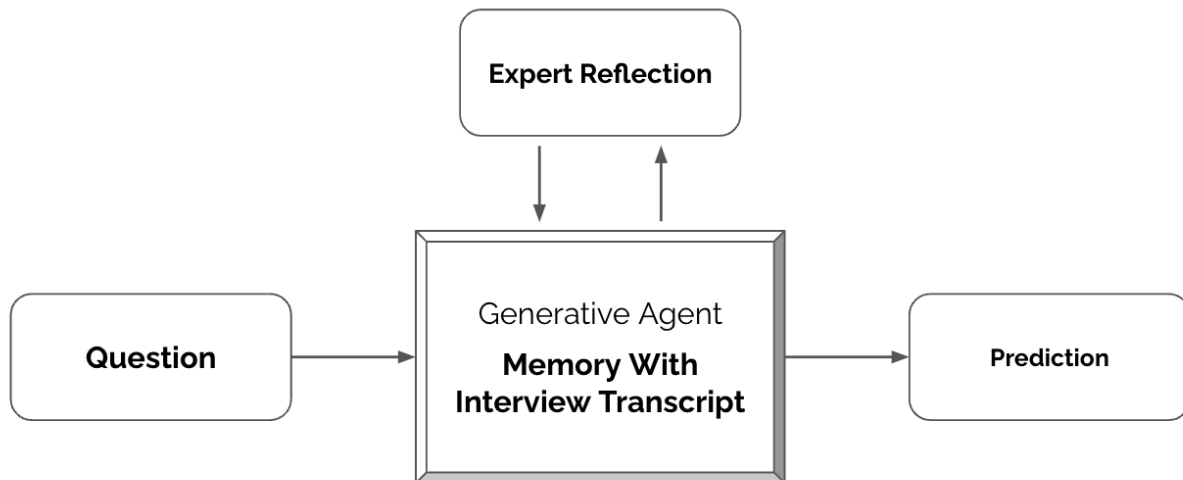 Expert Reflection
Question
Generative Agent
Memory With
Interview Transcript
Prediction